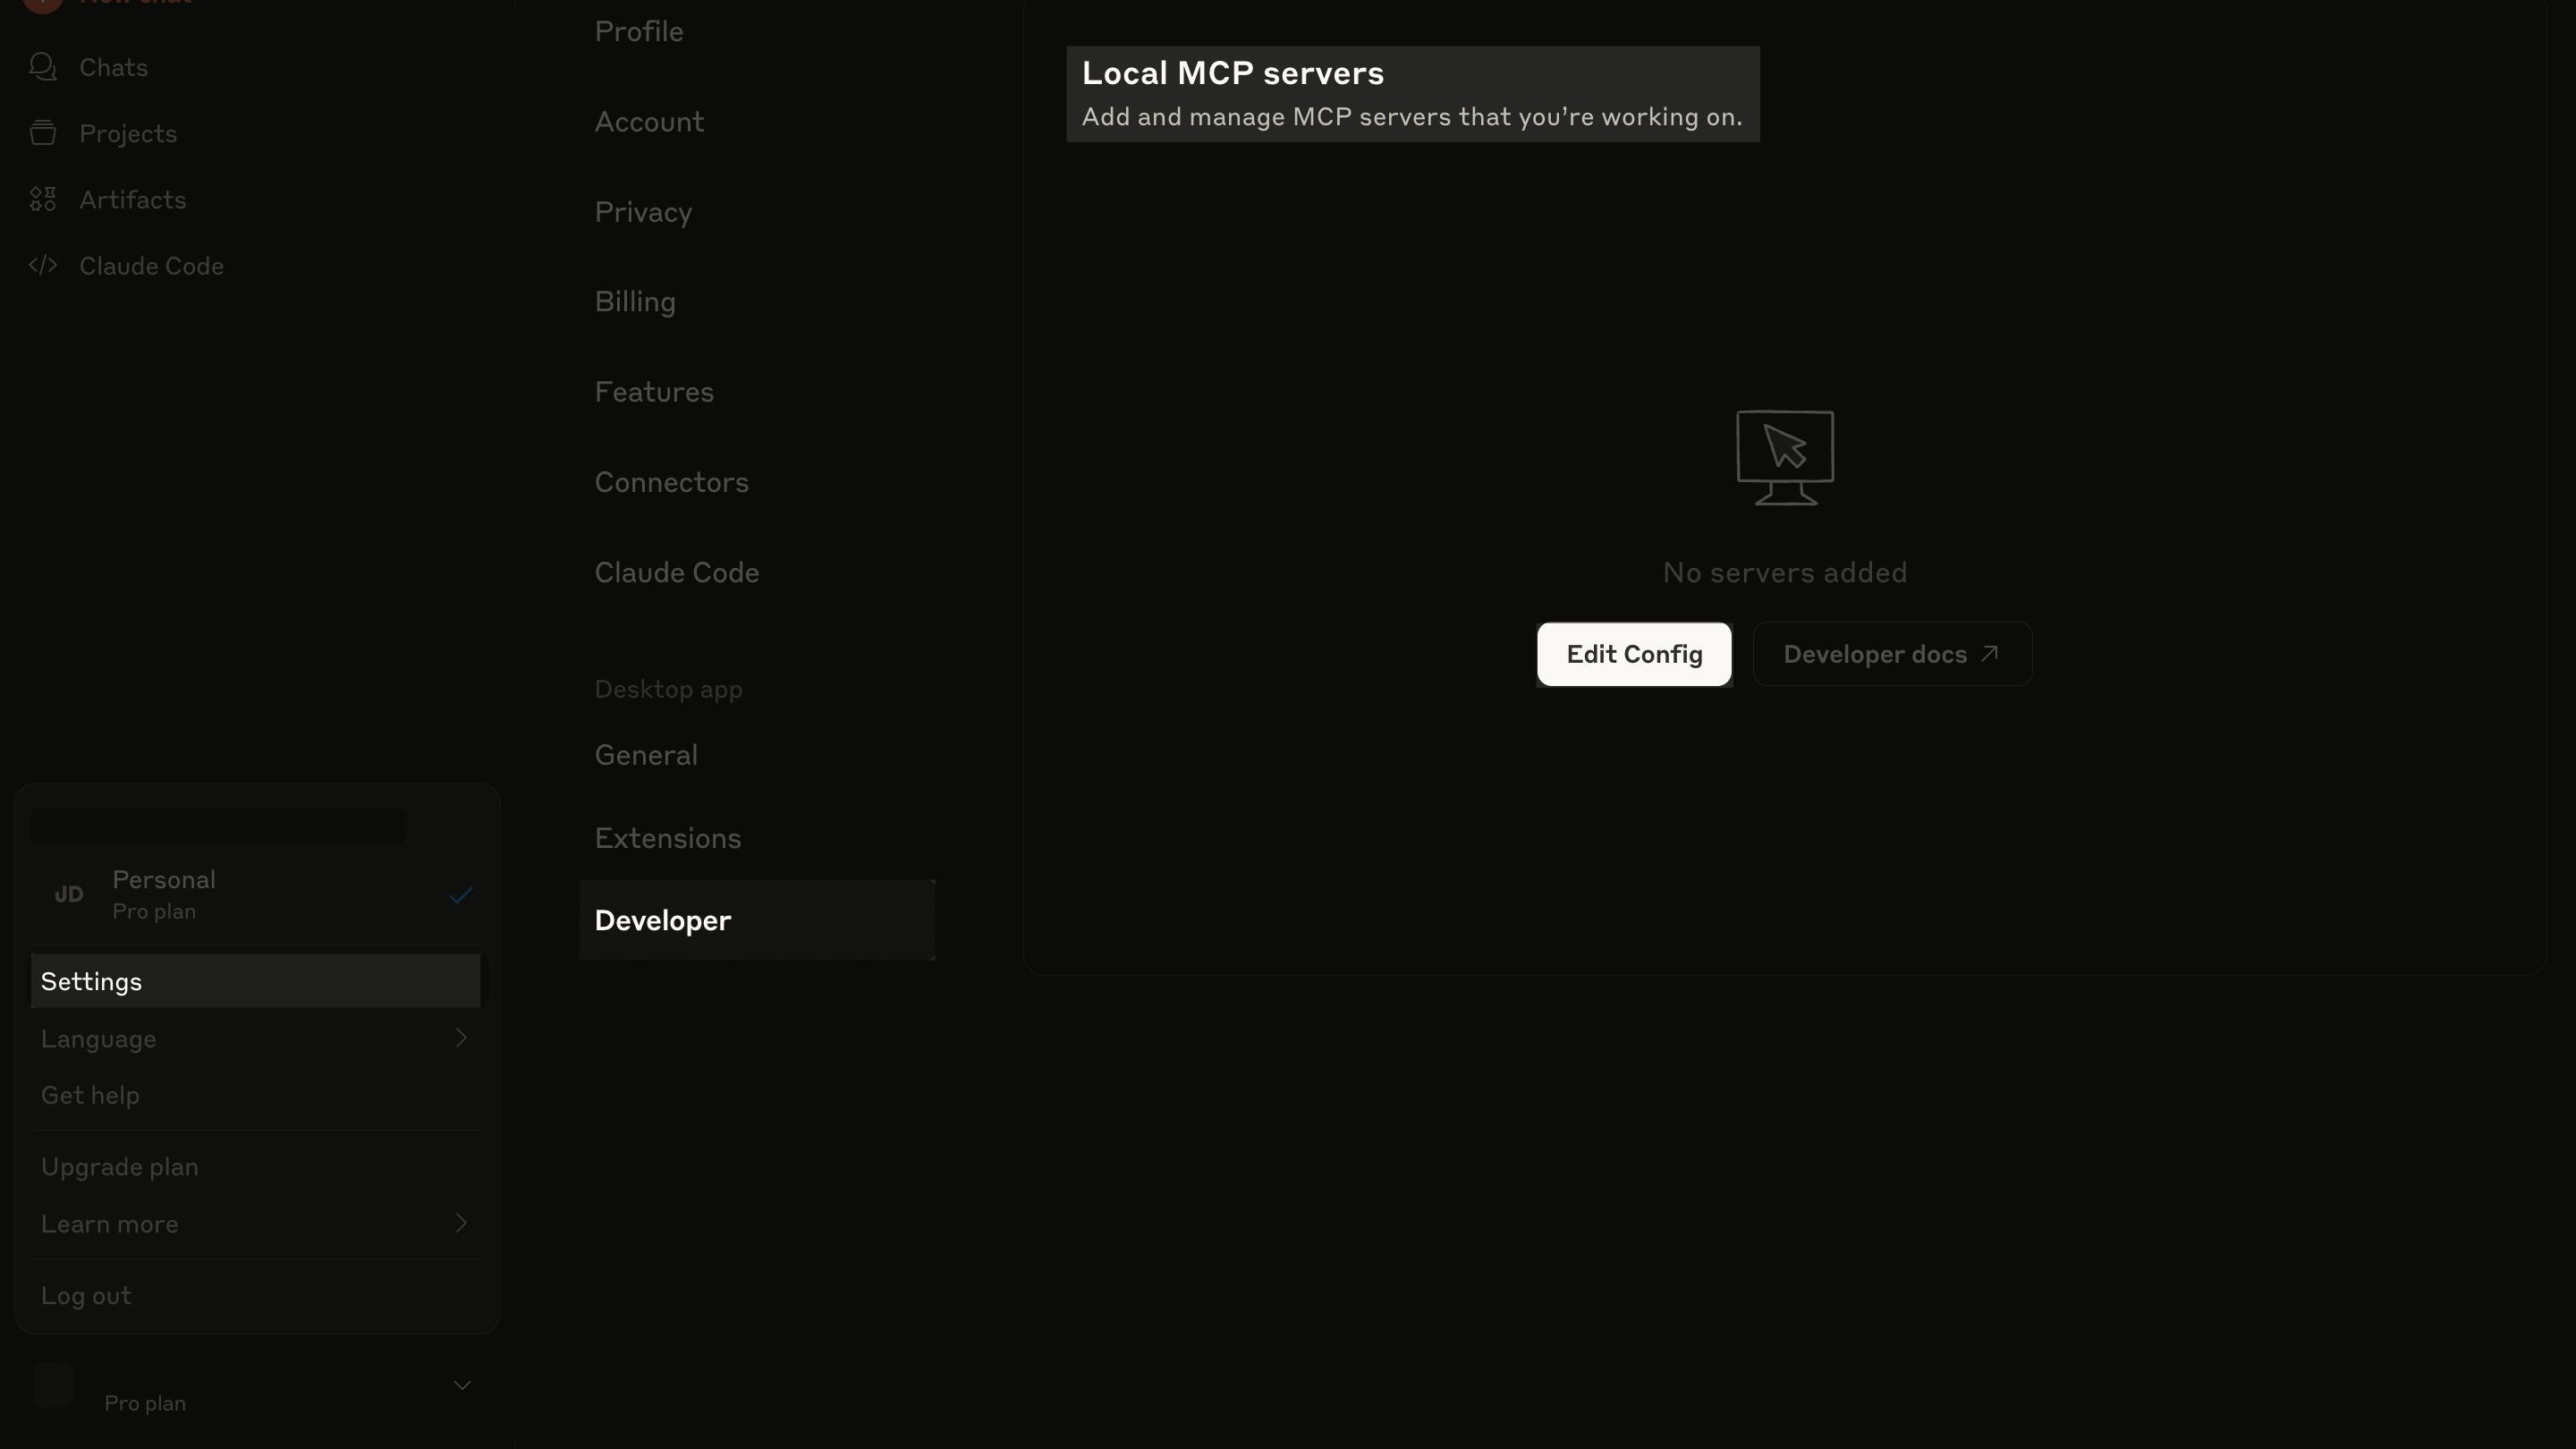 New chat
Chats
Projects
Artifacts
Claude Code
JD
Personal
Pro plan
Settings
Language
Get help
Upgrade plan
Learn more
Log out
Pro plan
Profile
Account
Privacy
Billing
Features
Connectors
Claude Code
Desktop app
General
Extensions
Developer
Local MCP servers
Add and manage MCP servers that you’re working on.
No servers added
Edit Config
Developer docs